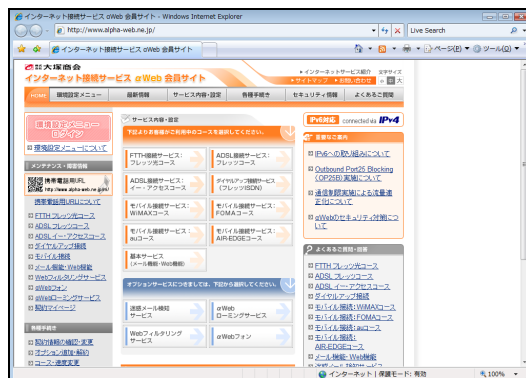 インターネット接続サービス αWeb 会員サイト - Windows Internet Explorer
http://www.alpha-web.ne.jp/
Live Search
インターネット接続サービス αWeb 会員サイト
ページ(P)
ツール(O)
大塚商会
インターネット接続サービス αWeb 会員サイト
インターネットサービス紹介 文字サイズ
サイトマップ お問い合わせ 大
HOME 環境設定メニュー 最新情報 サービス内容・設定 各種手続き セキュリティ情報 よくあるご質問
環境設定メニュー
ログイン
環境設定メニューについて
メンテナンス・障害情報
携帯電話用URL
http://www.alpha-web.ne.jp/m/
携帯電話用URLについて
FTTH フレッツ光コース
ADSL フレッツコース
ADSL イー・アクセスコース
ダイヤルアップ接続
モバイル接続
メール機能・Web機能
Webフィルタリングサービス
αWebフォン
αWebローミングサービス
契約マイページ
各種手続き
契約情報の確認・変更
オプション追加・解約
コース・速度変更
サービス内容・設定
下記よりお客様がご利用中のコースを選択してください。
FTTH接続サービス:
フレッツ光コース
ADSL接続サービス:
フレッツコース
ADSL接続サービス:
イー・アクセスコース
ダイヤルアップ接続サービス
(フレッツISDN)
モバイル接続サービス:
WiMAXコース
モバイル接続サービス:
FOMAコース
モバイル接続サービス:
auコース
モバイル接続サービス:
AIR-EDGEコース
基本サービス
(メール機能・Web機能)
オプションサービスにつきましては、下記から選択してください。
迷惑メール検知
サービス
αWeb
ローミングサービス
Webフィルタリング
サービス
αWebフォン
IPv6対応 connected via IPv4
重要なご案内
IPv6への取り組みについて
Outbound Port25 Blocking
(OP25B)実施について
通信制限実施による流量適
正化について
αWebのセキュリティ対策につ
いて
よくあるご質問・回答
FTTH フレッツ光コース
ADSL フレッツコース
ADSL イー・アクセスコース
ダイヤルアップ接続
モバイル接続:WiMAXコース
モバイル接続:FOMAコース
モバイル接続:auコース
モバイル接続:
AIR-EDGEコース
メール機能・Web機能
インターネット | 保護モード: 有効
100%